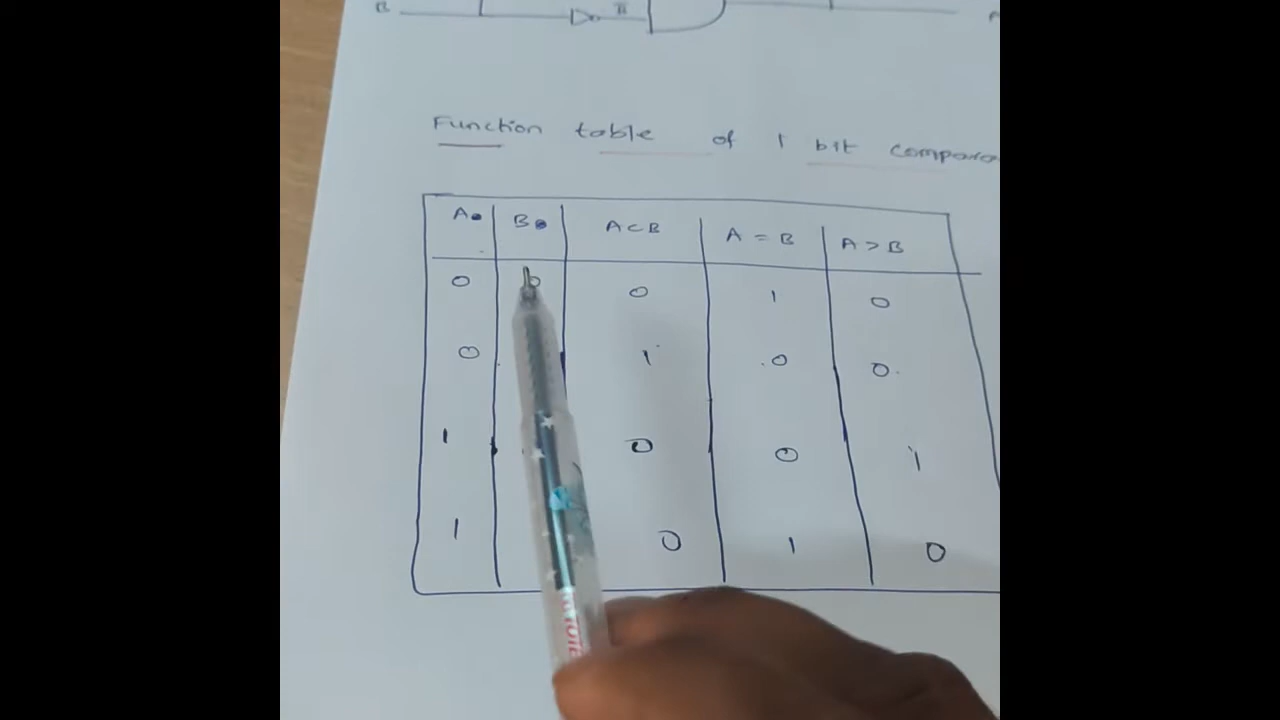 B B
Function table of 1 bit
A B A<B A=B A>B
0 0 0 1 0
0 1 0 0
1 0 0 1
1 0 1 0